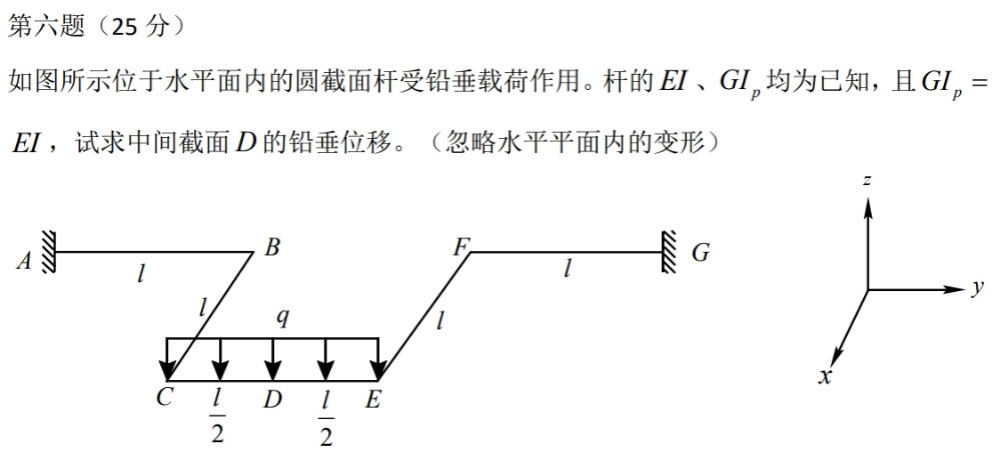 第六题（25 分）
如图所示位于水平面内的圆截面杆受铅垂载荷作用。杆的 EI 、GI_p 均为已知，且 GI_p =
EI ，试求中间截面 D 的铅垂位移。（忽略水平平面内的变形）
z
A B F G
l l
y
l q l
x
C l/2 D l/2 E